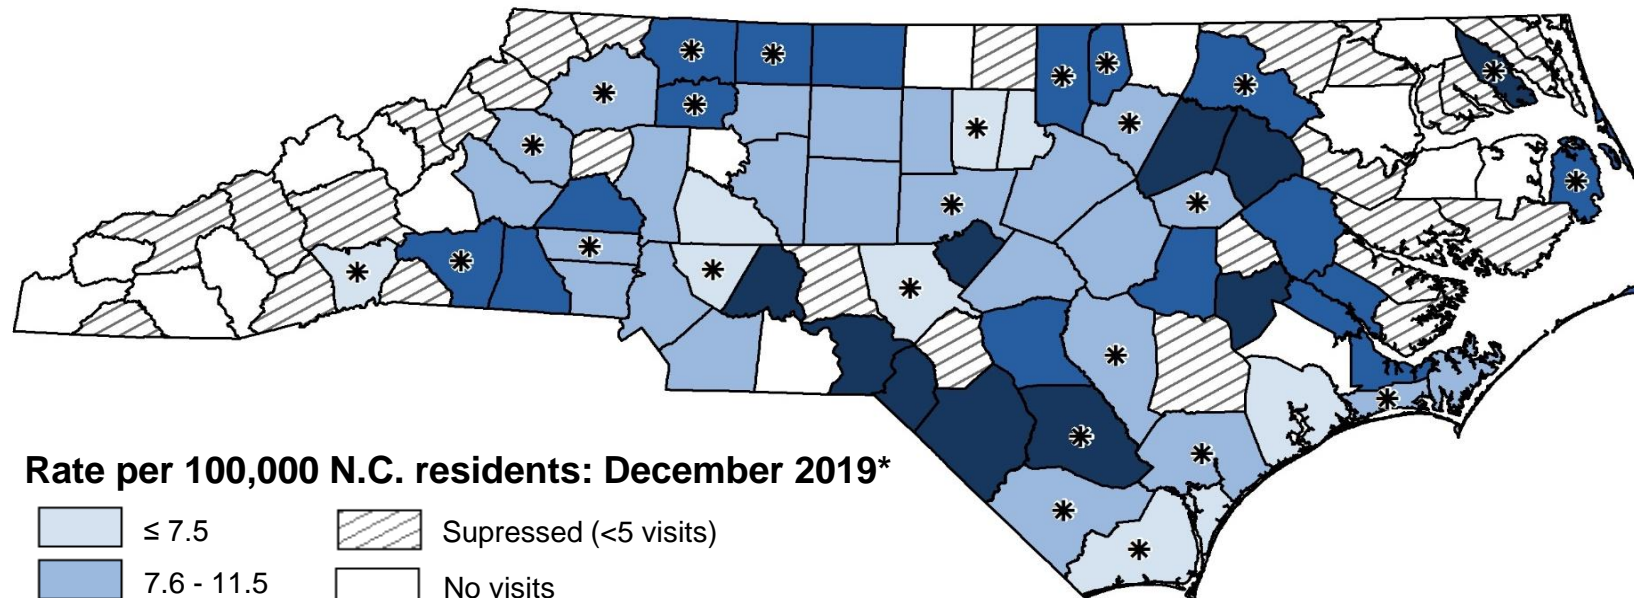 Rate per 100,000 N.C. residents: December 2019*
≤ 7.5
Supressed (<5 visits)
7.6 - 11.5
No visits